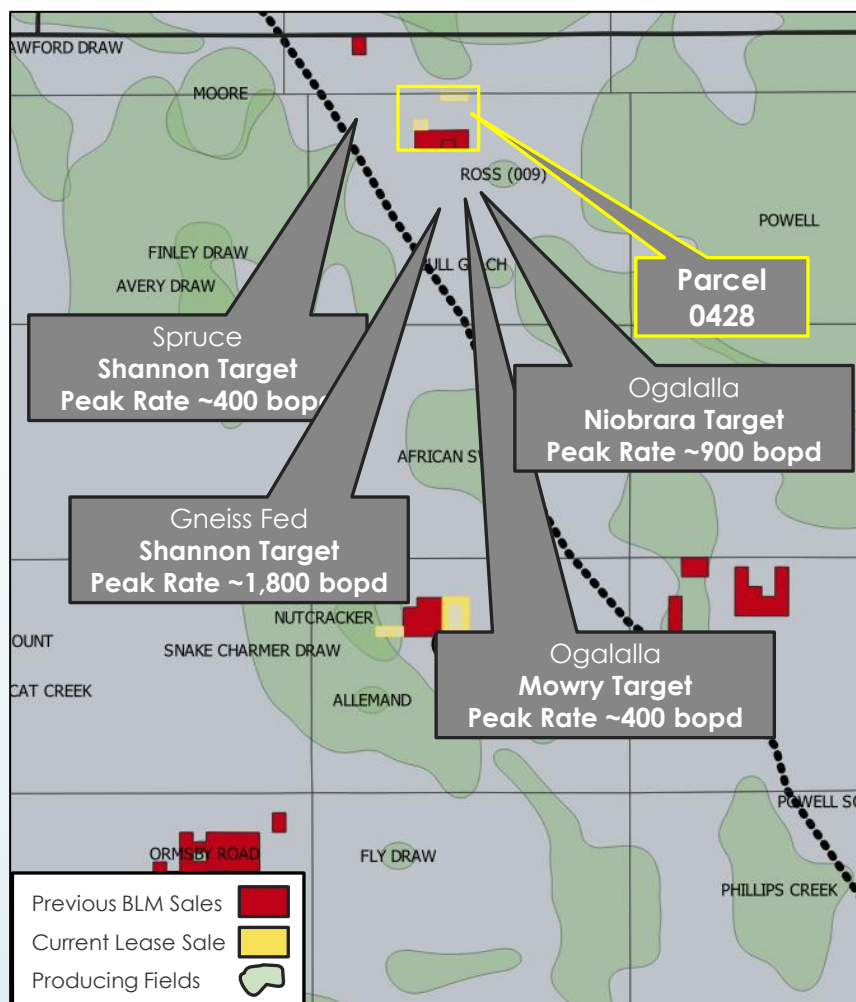 AWFORD DRAW
MOORE
ROSS (009)
POWELL
FINLEY DRAW
AVERY DRAW
Parcel
0428
Spruce
Shannon Target
Peak Rate ~400
Ogalalla
Niobrara Target
Peak Rate ~900 bopd
AFRICAN
Gneiss Fed
Shannon Target
Peak Rate ~1,800 bopd
NUTCRACKER
OUNT
SNAKE CHARMER DRAW
CAT CREEK
ALLEMAND
Ogalalla
Mowry Target
Peak Rate ~400 bopd
POWELL
ORMSBY ROAD
FLY DRAW
PHILLIPS CREEK
Previous BLM Sales
Current Lease Sale
Producing Fields